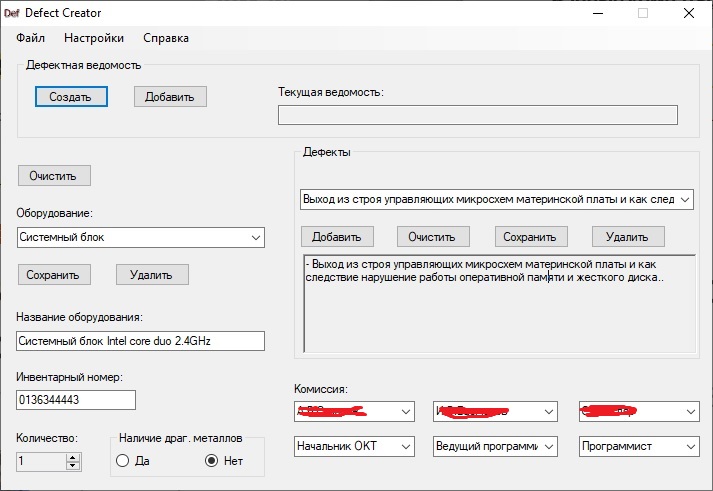 Def Defect Creator
Файл Настройки Справка
Дефектная ведомость
Создать Добавить
Текущая ведомость:
Очистить
Оборудование:
Системный блок
Сохранить Удалить
Название оборудования:
Системный блок Intel core duo 2.4GHz
Инвентарный номер:
0136344443
Количество:
1
Наличие драг. металлов
Да Нет
Дефекты
Выход из строя управляющих микросхем материнской платы и как след
Добавить Очистить Сохранить Удалить
- Выход из строя управляющих микросхем материнской платы и как
следствие нарушение работы оперативной памяти и жесткого диска..
Комиссия:
Начальник ОКТ Ведущий программи Программист